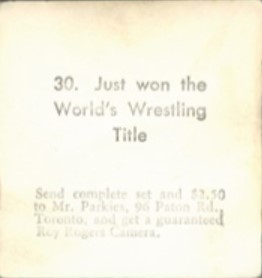 30. Just won the
World's Wrestling
Title
Send complete set and $2.50
to Mr. Parkies, 96 Paton Rd.,
Toronto, and get a guaranteed
Roy Rogers Camera.